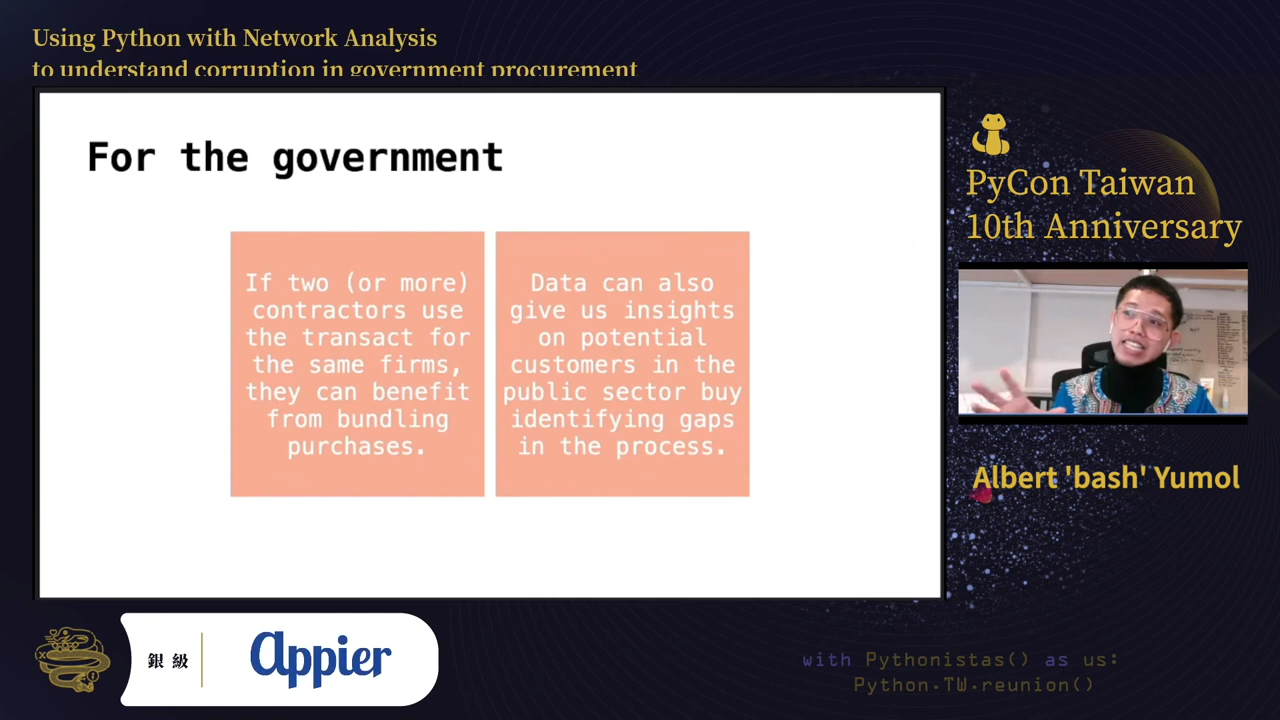 Using Python with Network Analysis
to understand corruption in government procurement
For the government
If two (or more)
contractors use
the transact for
the same firms,
they can benefit
from bundling
purchases.
Data can also
give us insights
on potential
customers in the
public sector buy
identifying gaps
in the process.
PyCon Taiwan
10th Anniversary
Albert 'bash' Yumol
銀級
Appier
with Pythonistas() as us:
Python.TW.reunion()